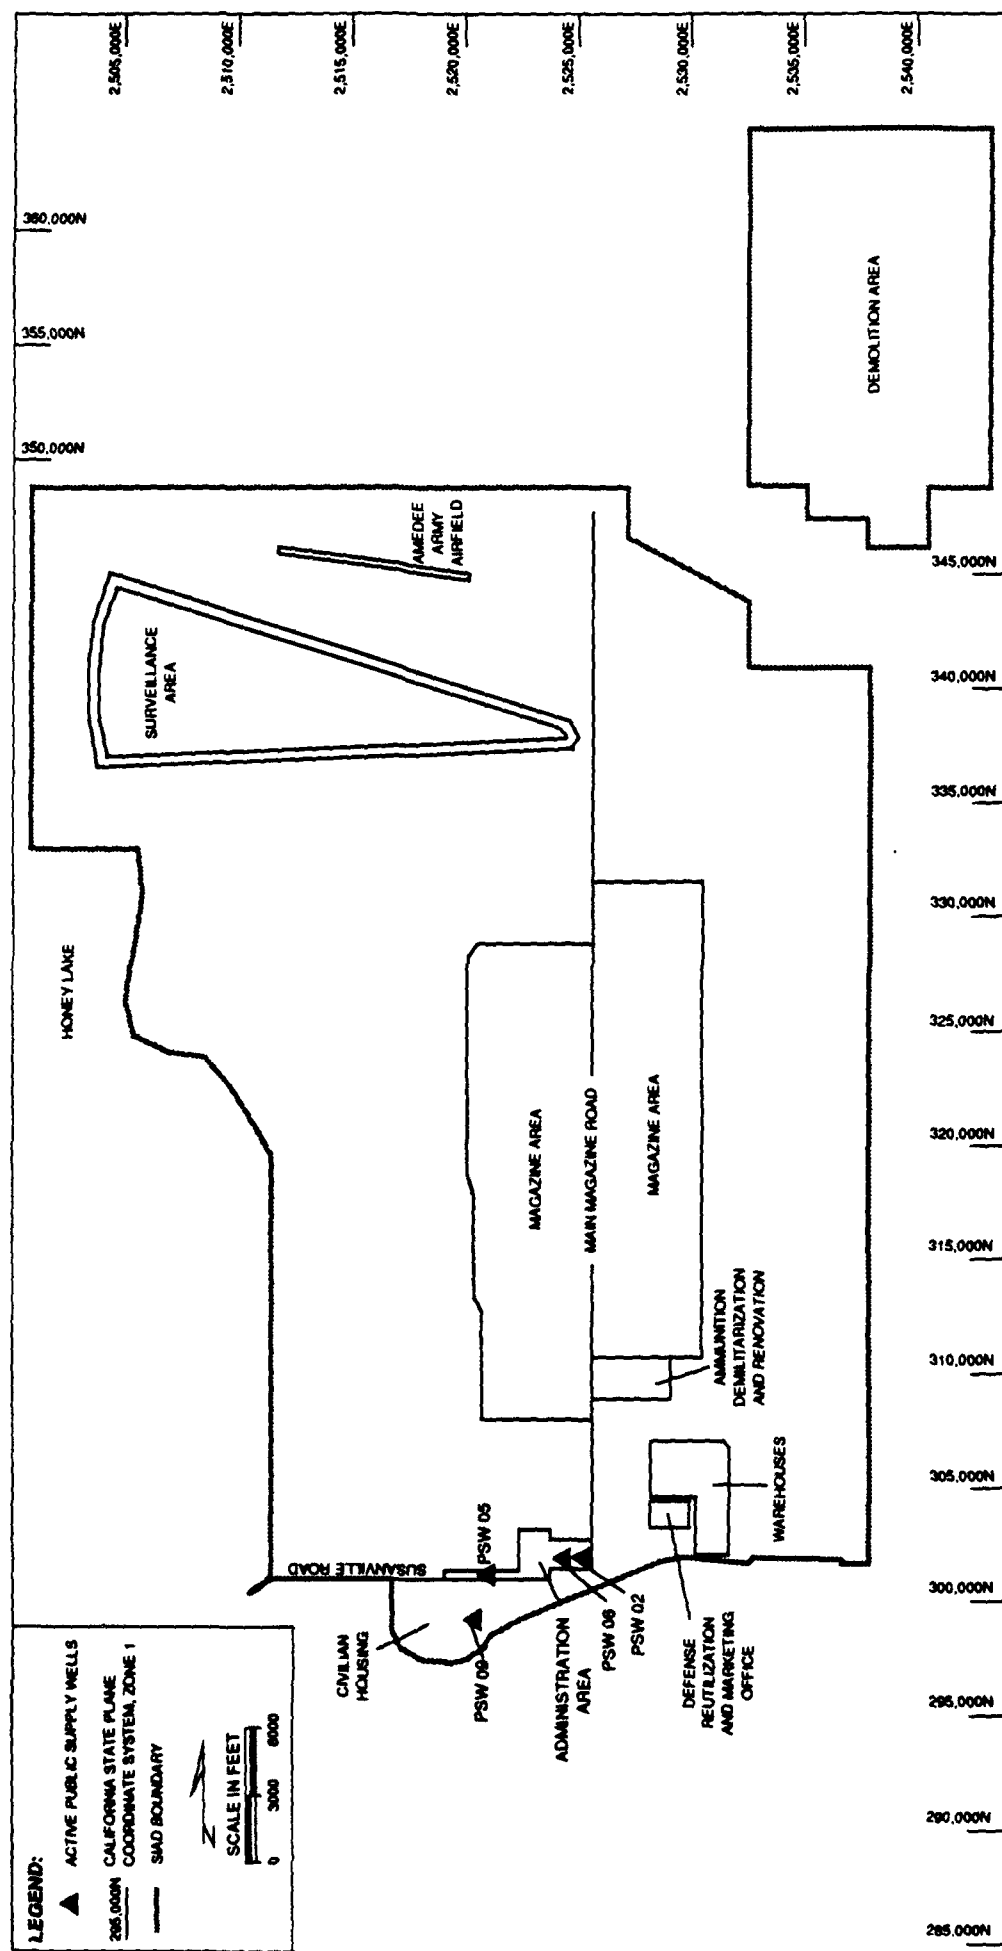 LEGEND:
ACTIVE PUBLIC SUPPLY WELLS
295,000N
CALIFORNIA STATE PLANE
COORDINATE SYSTEM, ZONE 1
SIAD BOUNDARY
N
SCALE IN FEET
0 3000 6000
2,505,000E
2,510,000E
2,515,000E
2,520,000E
2,525,000E
2,530,000E
2,535,000E
2,540,000E
360,000N
355,000N
350,000N
345,000N
340,000N
335,000N
330,000N
325,000N
320,000N
315,000N
310,000N
305,000N
300,000N
295,000N
290,000N
285,000N
HONEY LAKE
SURVEILLANCE
AREA
AMEDEE
ARMY
AIRFIELD
DEMOLITION AREA
MAGAZINE AREA
MAIN MAGAZINE ROAD
MAGAZINE AREA
AMMUNITION
DEMILITARIZATION
AND RENOVATION
WAREHOUSES
SUSANVILLE ROAD
PSW 05
CIVILIAN
HOUSING
PSW 09
ADMINISTRATION
AREA
PSW 06
PSW 02
DEFENSE
REUTILIZATION
AND MARKETING
OFFICE